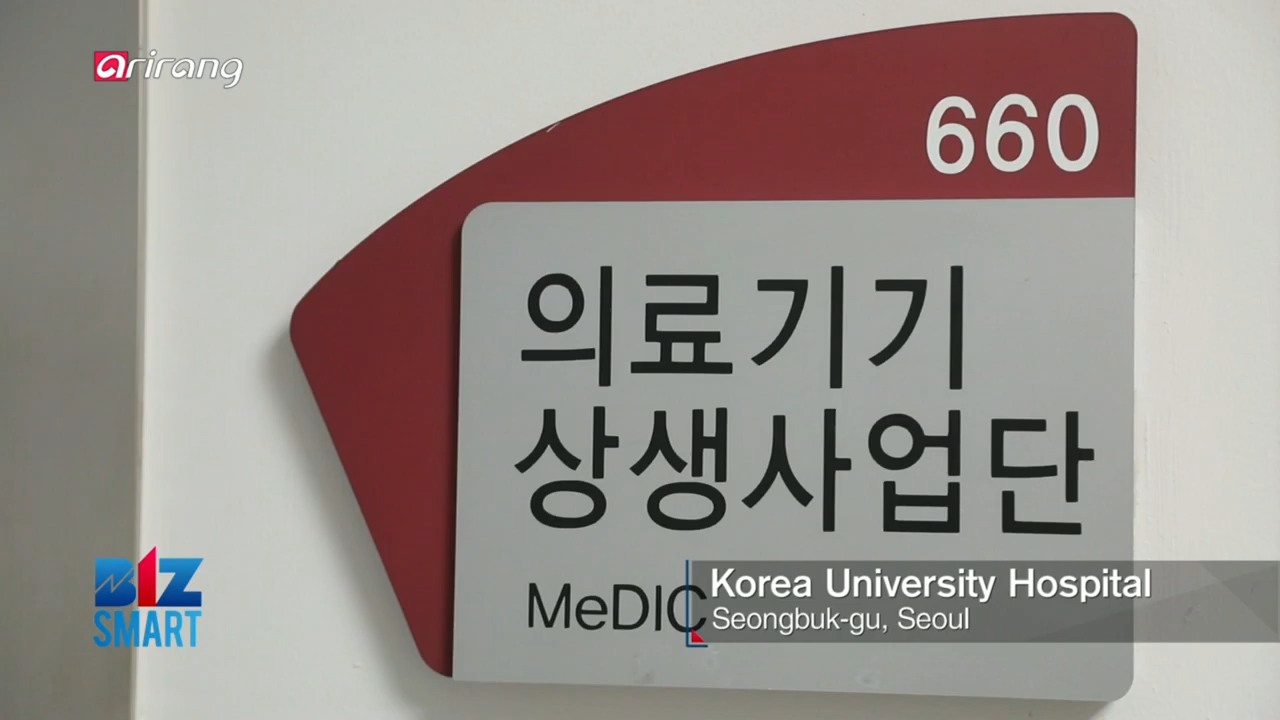 arirang
660
의료기기
상생사업단
MeDIC
Korea University Hospital
Seongbuk-gu, Seoul
BIZ
SMART